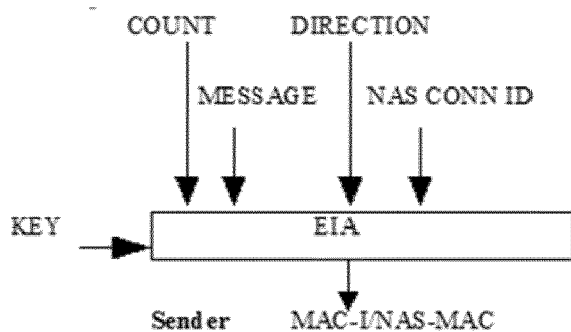 COUNT DIRECTION
MESSAGE NAS CONN ID
KEY EIA
Sender MAC-I/NAS-MAC